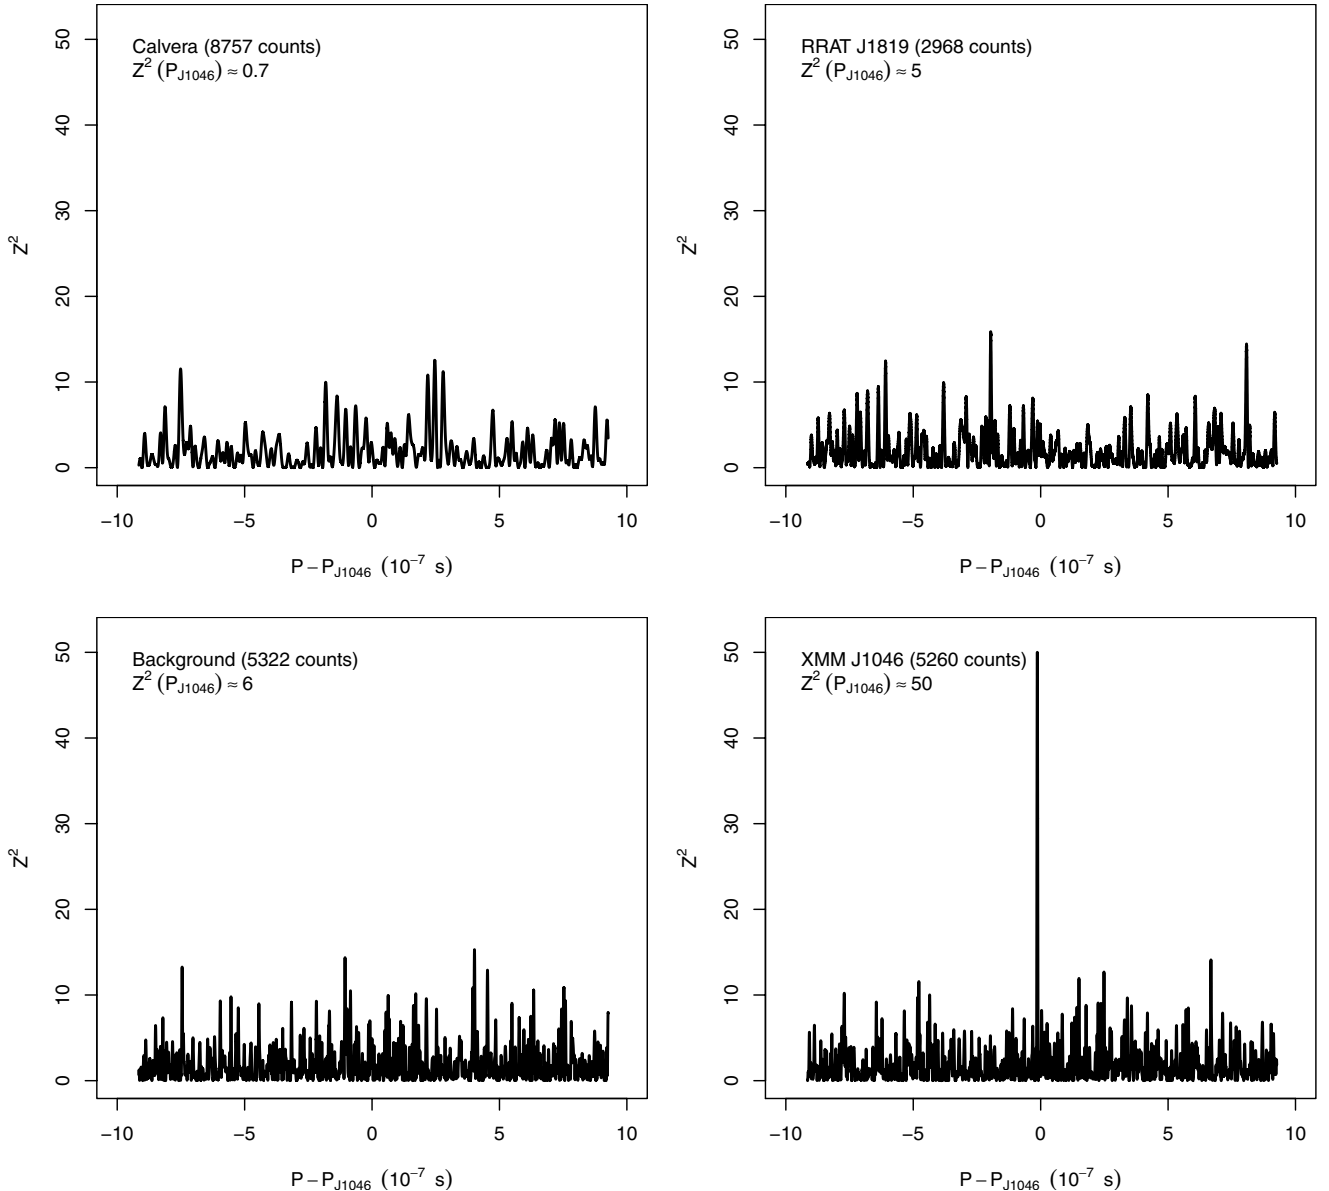 Calvera (8757 counts)
Z² (P_J1046) ≈ 0.7
50
40
30
20
10
0
Z²
−10 −5 0 5 10
P − P_J1046 (10⁻⁷ s)
RRAT J1819 (2968 counts)
Z² (P_J1046) ≈ 5
50
40
30
20
10
0
Z²
−10 −5 0 5 10
P − P_J1046 (10⁻⁷ s)
Background (5322 counts)
Z² (P_J1046) ≈ 6
50
40
30
20
10
0
Z²
−10 −5 0 5 10
P − P_J1046 (10⁻⁷ s)
XMM J1046 (5260 counts)
Z² (P_J1046) ≈ 50
50
40
30
20
10
0
Z²
−10 −5 0 5 10
P − P_J1046 (10⁻⁷ s)